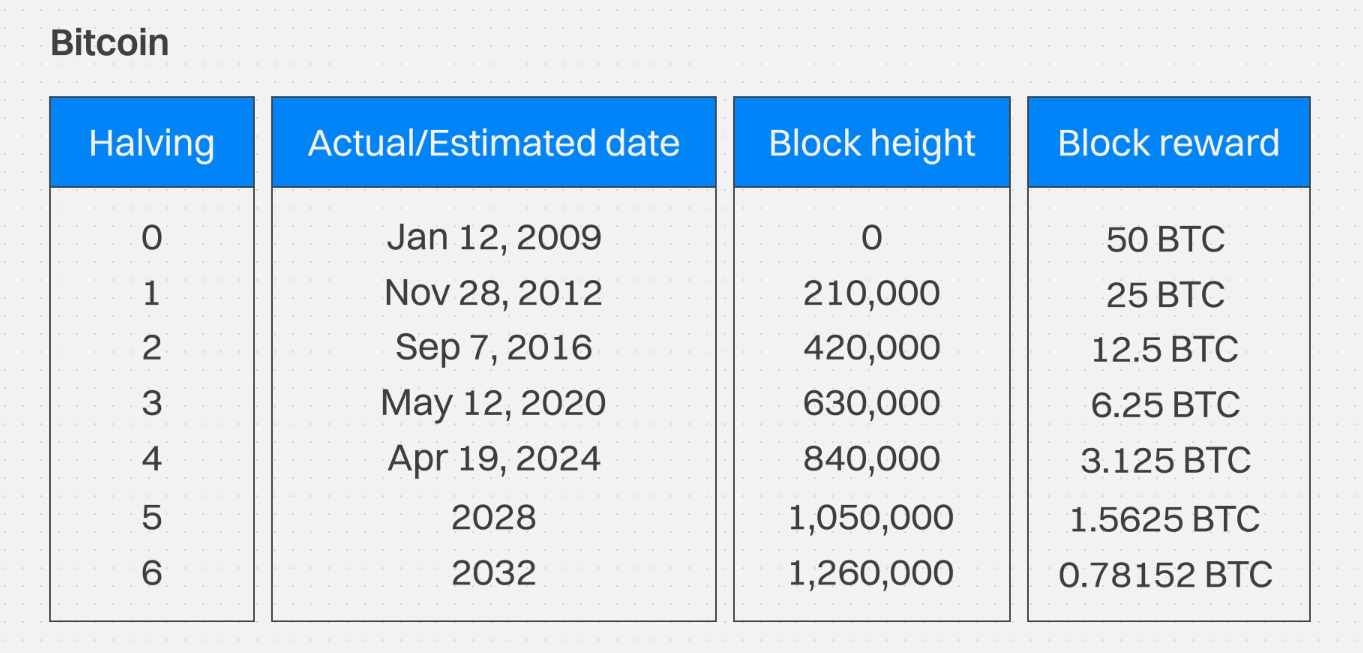 Bitcoin
Halving Actual/Estimated date Block height Block reward
0 Jan 12, 2009 0 50 BTC
1 Nov 28, 2012 210,000 25 BTC
2 Sep 7, 2016 420,000 12.5 BTC
3 May 12, 2020 630,000 6.25 BTC
4 Apr 19, 2024 840,000 3.125 BTC
5 2028 1,050,000 1.5625 BTC
6 2032 1,260,000 0.78152 BTC